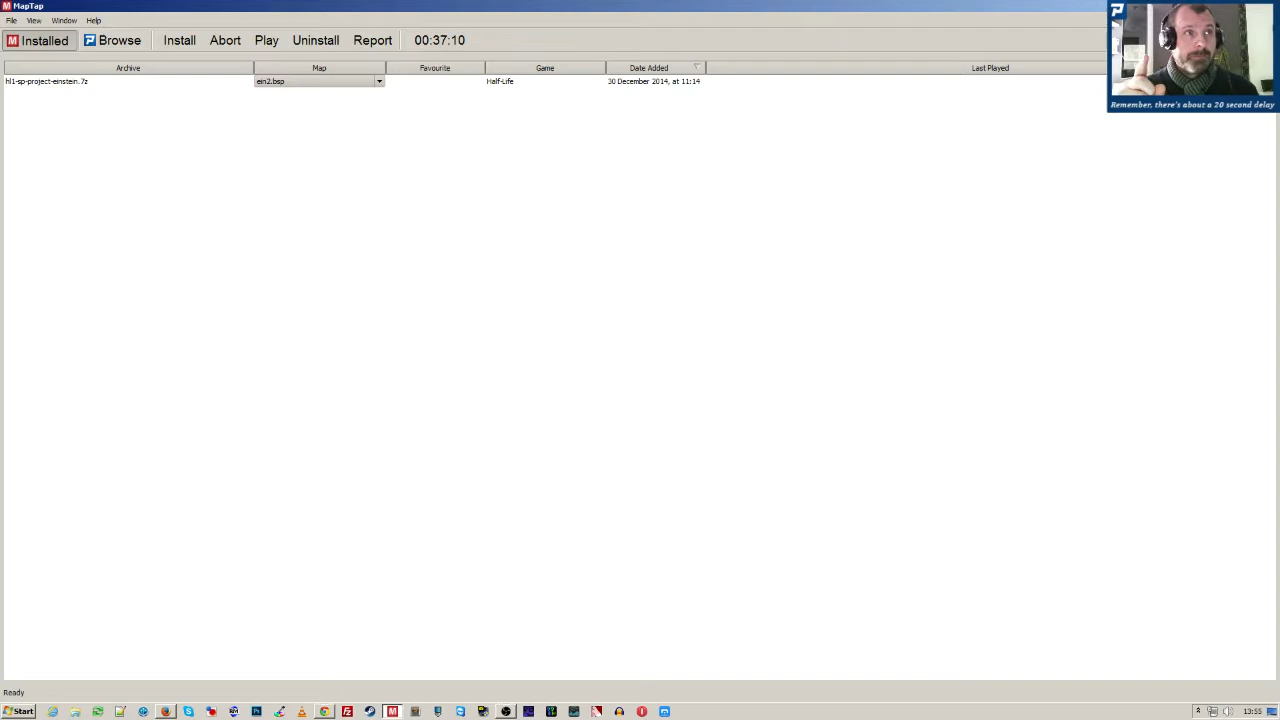 MapTap
File View Window Help
Installed Browse Install Abort Play Uninstall Report 00:37:10
Archive Map Favourite Game Date Added Last Played
hl1-sp-project-einstein.7z ein2.bsp Half-Life 30 December 2014, at 11:14
Remember, there's about a 20 second delay
Ready
Start 13:55